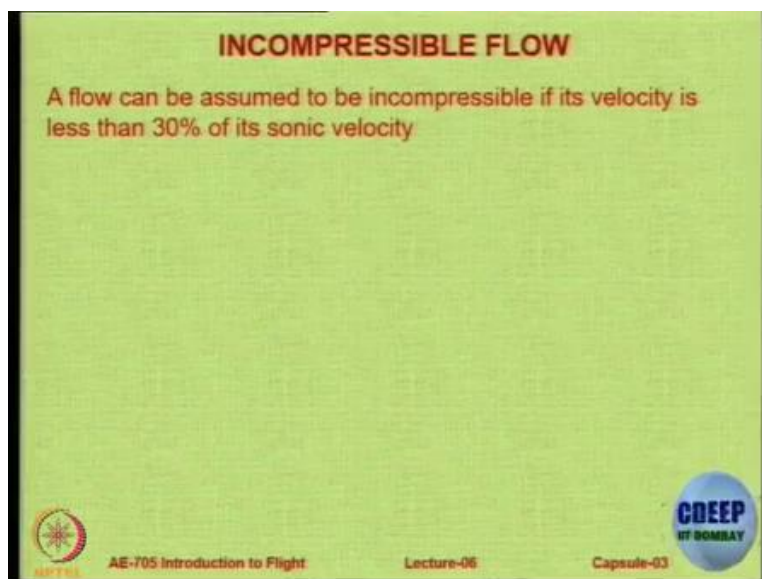 INCOMPRESSIBLE FLOW
A flow can be assumed to be incompressible if its velocity is
less than 30% of its sonic velocity
CDEEP
IIT BOMBAY
NPTEL
AE-705 Introduction to Flight Lecture-06 Capsule-03